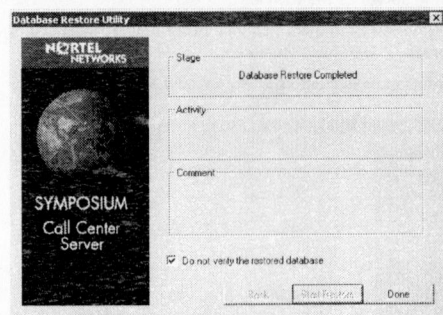 Database Restore Utility
NORTEL
NETWORKS
SYMPOSIUM
Call Center
Server
Stage
Database Restore Completed
Activity
Comment
Do not verify the restored database
Back
Done